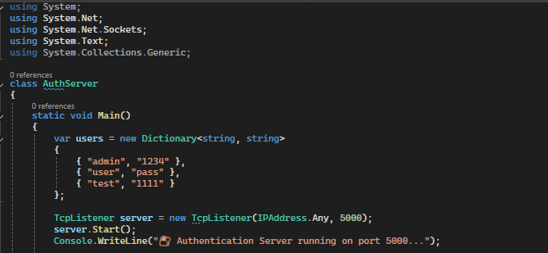 using System;
using System.Net;
using System.Net.Sockets;
using System.Text;
using System.Collections.Generic;
0 references
class AuthServer
{
0 references
static void Main()
{
var users = new Dictionary<string, string>
{
{ "admin", "1234" },
{ "user", "pass" },
{ "test", "1111" }
};
TcpListener server = new TcpListener(IPAddress.Any, 5000);
server.Start();
Console.WriteLine("🔐 Authentication Server running on port 5000...");